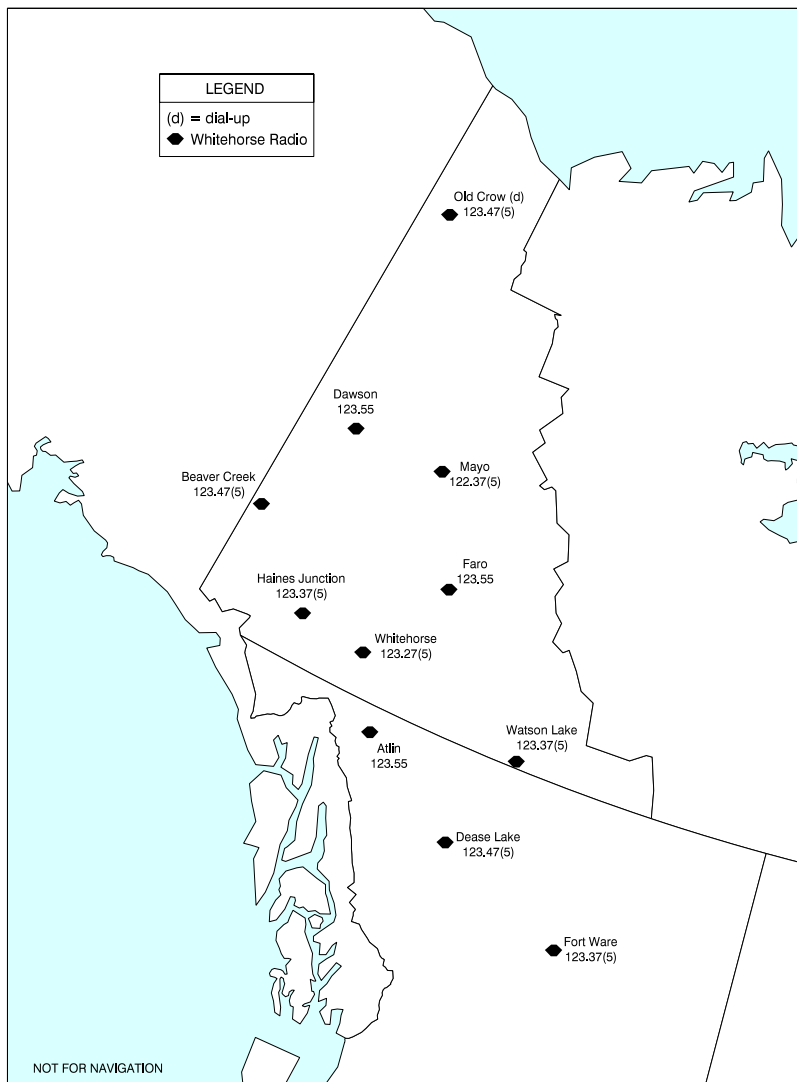 LEGEND
(d) = dial-up
Whitehorse Radio
Old Crow (d)
123.47(5)
Dawson
123.55
Mayo
122.37(5)
Beaver Creek
123.47(5)
Faro
123.55
Haines Junction
123.37(5)
Whitehorse
123.27(5)
Watson Lake
123.37(5)
Atlin
123.55
Dease Lake
123.47(5)
Fort Ware
123.37(5)
NOT FOR NAVIGATION